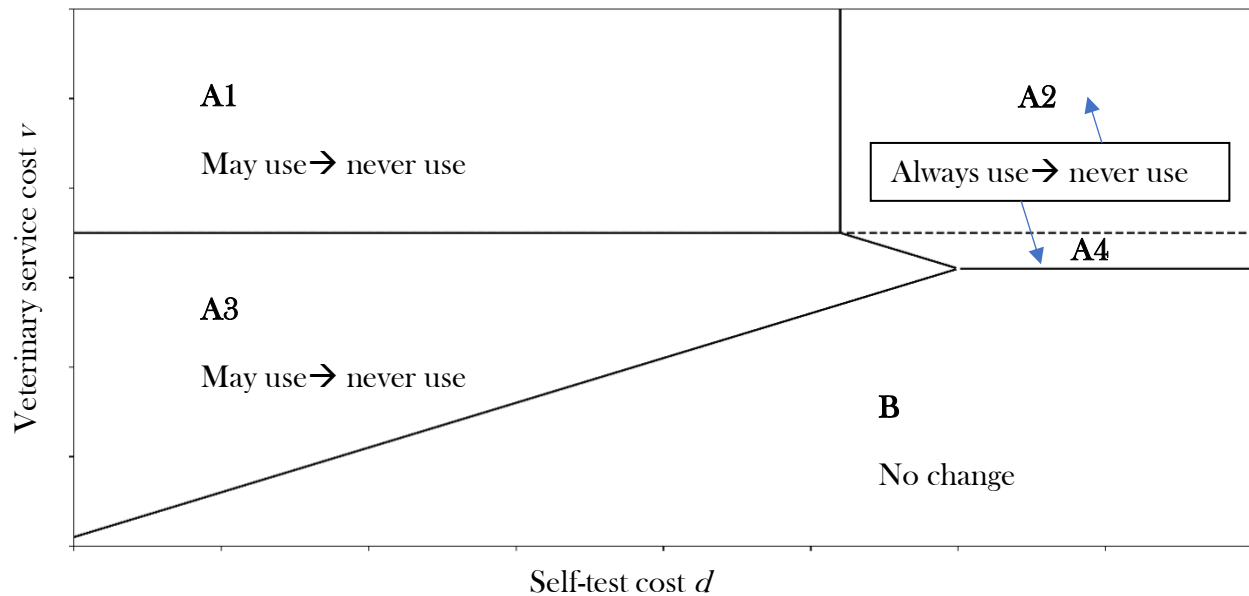 Veterinary service cost v
A1
May use→ never use
A2
Always use→ never use
A4
A3
May use→ never use
B
No change
Self-test cost d